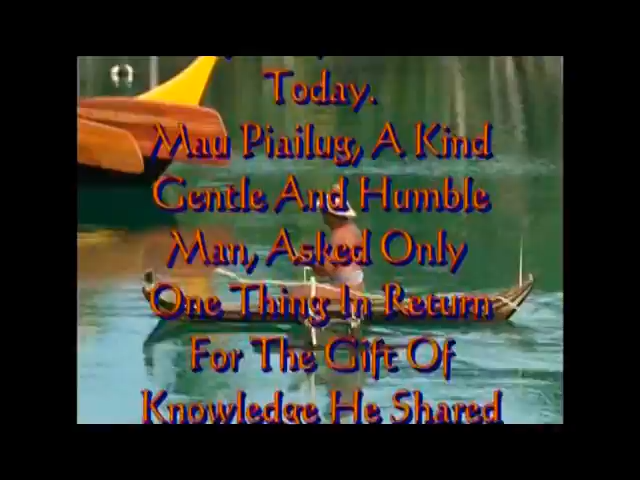 Today.
Mau Piailug, A Kind
Gentle And Humble
Man, Asked Only
One Thing In Return
For The Gift Of
Knowledge He Shared